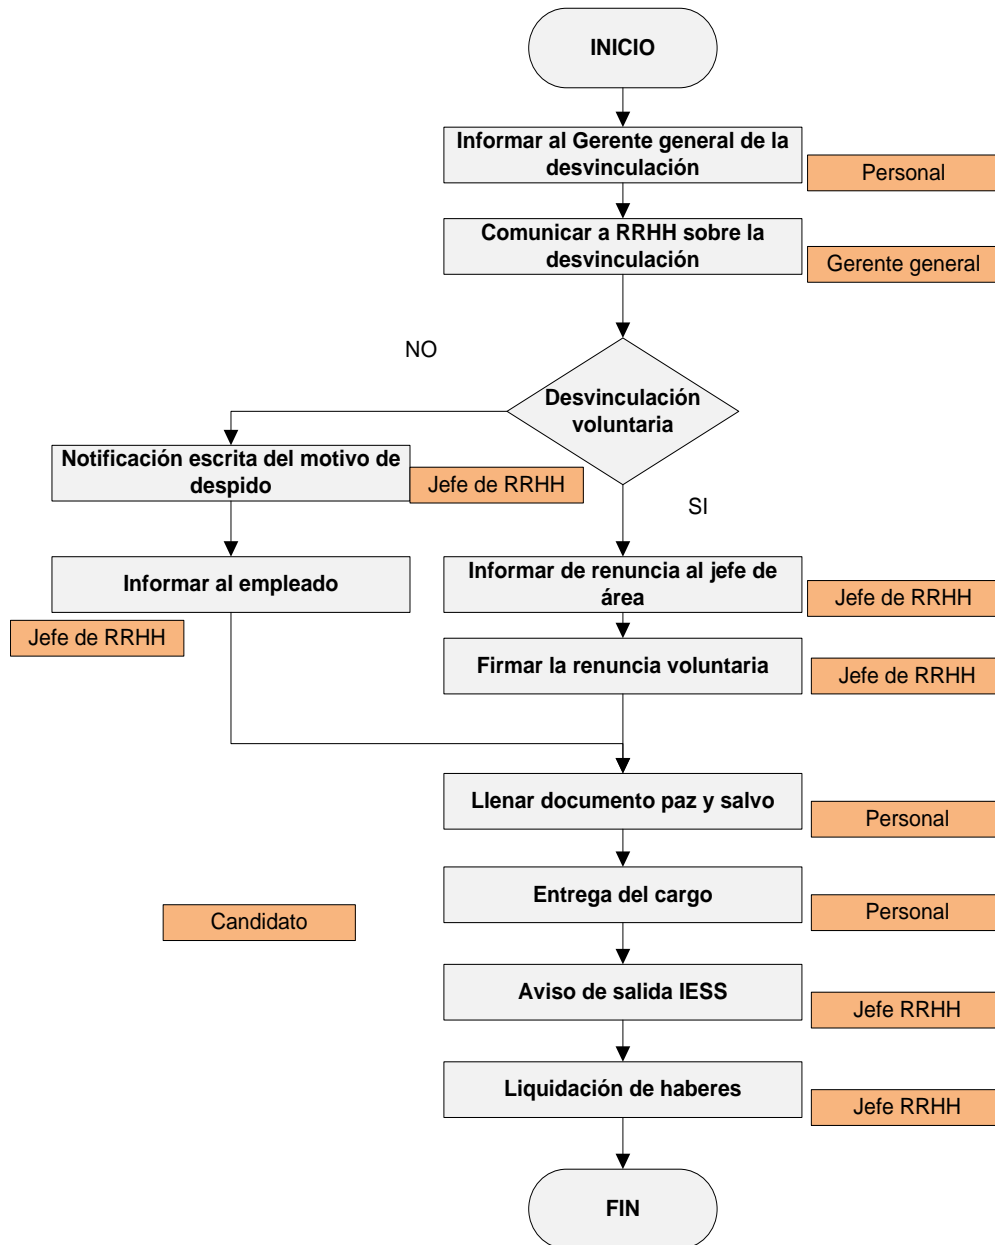 INICIO
Informar al Gerente general de la
desvinculación
Personal
Comunicar a RRHH sobre la
desvinculación
Gerente general
NO
Desvinculación
voluntaria
Notificación escrita del motivo de
despido
Jefe de RRHH
SI
Informar al empleado
Jefe de RRHH
Informar de renuncia al jefe de
área
Jefe de RRHH
Firmar la renuncia voluntaria
Jefe de RRHH
Llenar documento paz y salvo
Personal
Entrega del cargo
Personal
Candidato
Aviso de salida IESS
Jefe RRHH
Liquidación de haberes
Jefe RRHH
FIN